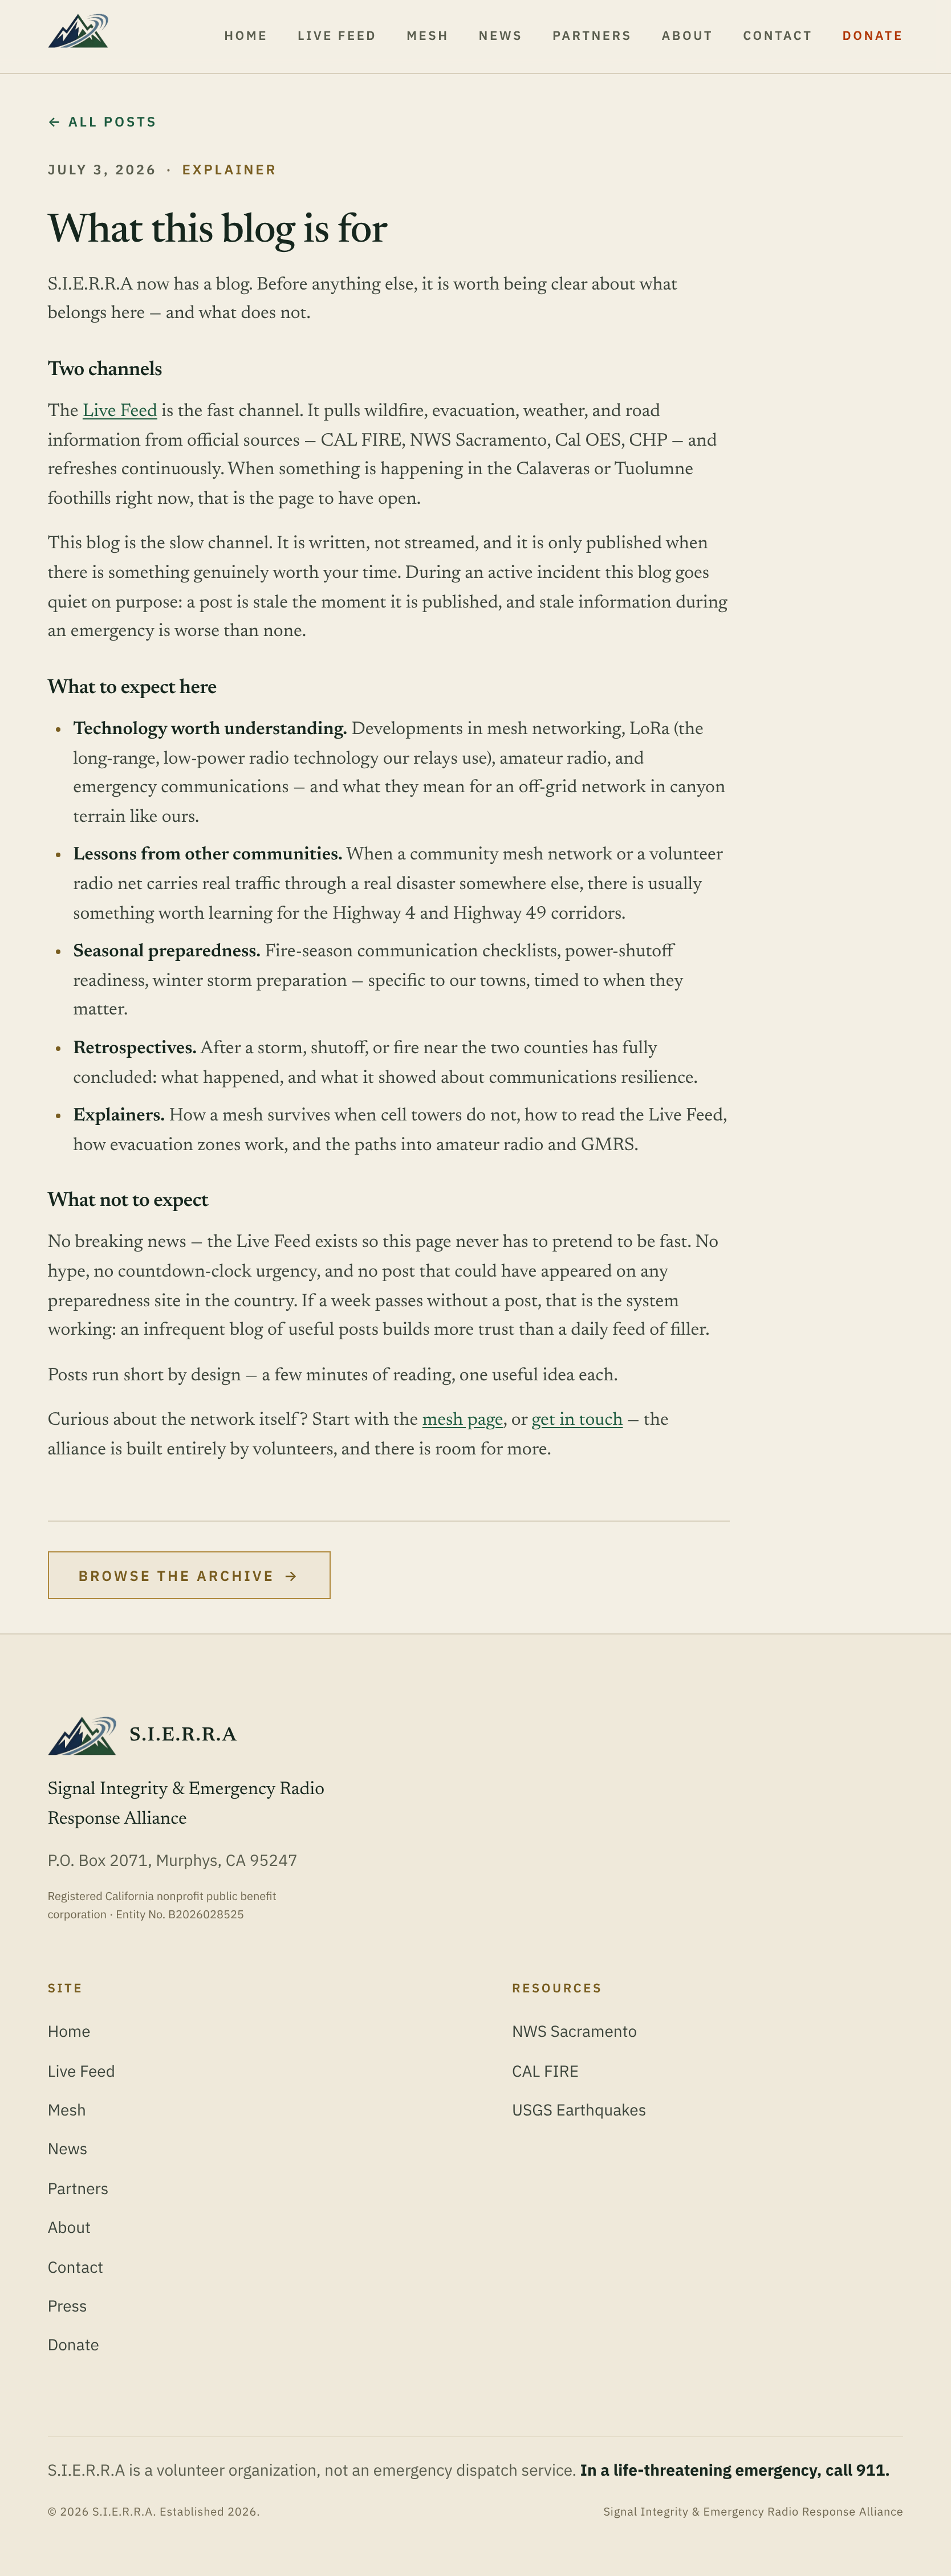 HOME LIVE FEED MESH NEWS PARTNERS ABOUT CONTACT DONATE
← ALL POSTS
JULY 3, 2026 · EXPLAINER
What this blog is for
S.I.E.R.R.A now has a blog. Before anything else, it is worth being clear about what
belongs here — and what does not.
Two channels
The Live Feed is the fast channel. It pulls wildfire, evacuation, weather, and road
information from official sources — CAL FIRE, NWS Sacramento, Cal OES, CHP — and
refreshes continuously. When something is happening in the Calaveras or Tuolumne
foothills right now, that is the page to have open.
This blog is the slow channel. It is written, not streamed, and it is only published when
there is something genuinely worth your time. During an active incident this blog goes
quiet on purpose: a post is stale the moment it is published, and stale information during
an emergency is worse than none.
What to expect here
• Technology worth understanding. Developments in mesh networking, LoRa (the
long-range, low-power radio technology our relays use), amateur radio, and
emergency communications — and what they mean for an off-grid network in canyon
terrain like ours.
• Lessons from other communities. When a community mesh network or a volunteer
radio net carries real traffic through a real disaster somewhere else, there is usually
something worth learning for the Highway 4 and Highway 49 corridors.
• Seasonal preparedness. Fire-season communication checklists, power-shutoff
readiness, winter storm preparation — specific to our towns, timed to when they
matter.
• Retrospectives. After a storm, shutoff, or fire near the two counties has fully
concluded: what happened, and what it showed about communications resilience.
• Explainers. How a mesh survives when cell towers do not, how to read the Live Feed,
how evacuation zones work, and the paths into amateur radio and GMRS.
What not to expect
No breaking news — the Live Feed exists so this page never has to pretend to be fast. No
hype, no countdown-clock urgency, and no post that could have appeared on any
preparedness site in the country. If a week passes without a post, that is the system
working: an infrequent blog of useful posts builds more trust than a daily feed of filler.
Posts run short by design — a few minutes of reading, one useful idea each.
Curious about the network itself? Start with the mesh page, or get in touch — the
alliance is built entirely by volunteers, and there is room for more.
BROWSE THE ARCHIVE →
S.I.E.R.R.A
Signal Integrity & Emergency Radio
Response Alliance
P.O. Box 2071, Murphys, CA 95247
Registered California nonprofit public benefit
corporation · Entity No. B2026028525
SITE
Home
Live Feed
Mesh
News
Partners
About
Contact
Press
Donate
RESOURCES
NWS Sacramento
CAL FIRE
USGS Earthquakes
S.I.E.R.R.A is a volunteer organization, not an emergency dispatch service. In a life-threatening emergency, call 911.
© 2026 S.I.E.R.R.A. Established 2026.
Signal Integrity & Emergency Radio Response Alliance